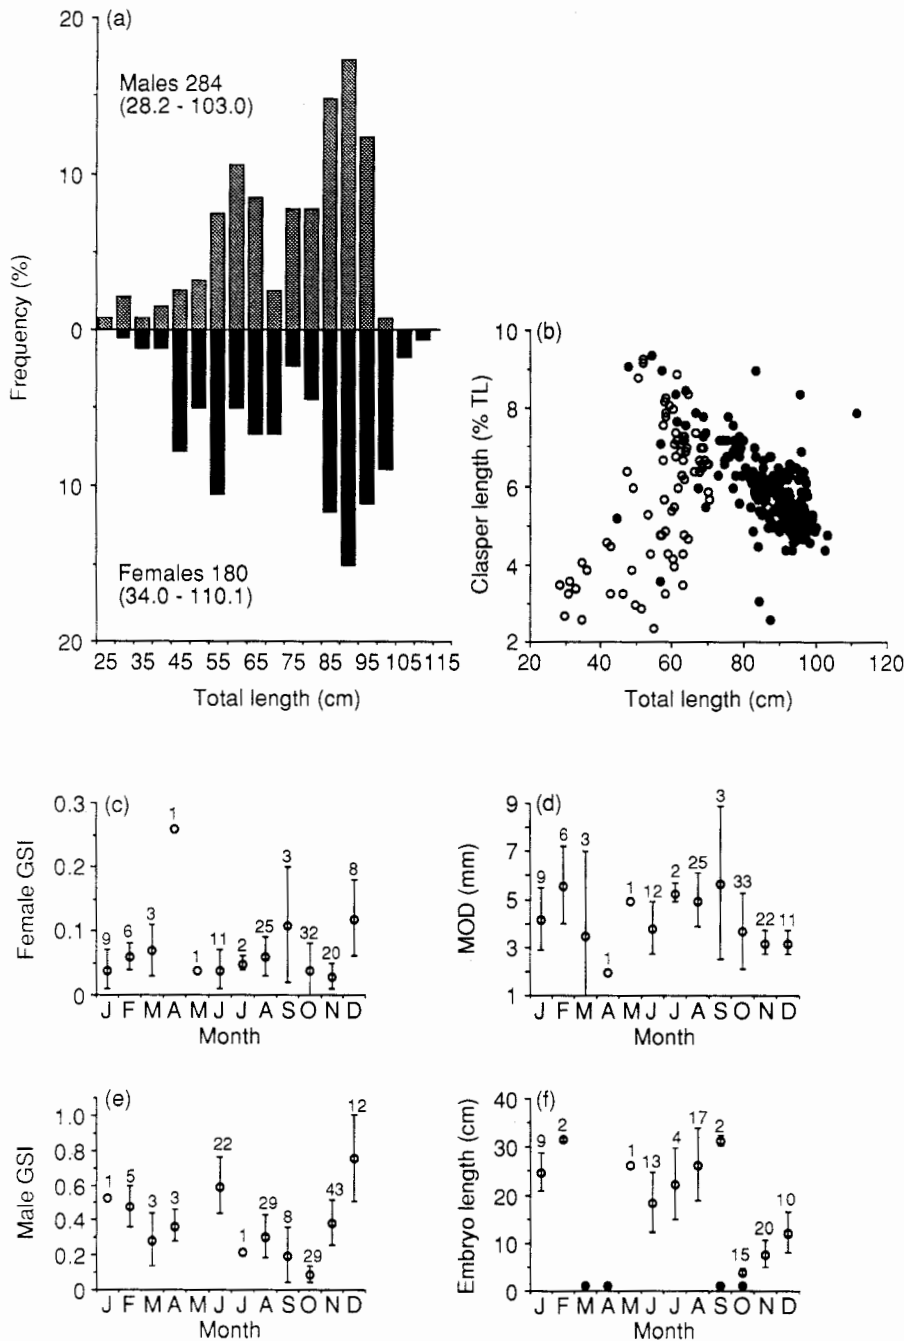 (a)
20
10
0
10
20
Frequency (%)
Males 284
(28.2 - 103.0)
Females 180
(34.0 - 110.1)
25 35 45 55 65 75 85 95 105 115
Total length (cm)
(b)
10
8
6
4
2
Clasper length (% TL)
20 40 60 80 100 120
Total length (cm)
(c)
0.3
0.2
0.1
0
Female GSI
9 6 3 1 1 11 2 25 3 32 20 8
J F M A M J J A S O N D
Month
(d)
9
7
5
3
1
MOD (mm)
9 6 3 1 1 12 2 25 3 33 22 11
J F M A M J J A S O N D
Month
(e)
1.0
0.8
0.6
0.4
0.2
0
Male GSI
1 5 3 3 22 1 29 8 29 43 12
J F M A M J J A S O N D
Month
(f)
40
30
20
10
0
Embryo length (cm)
9 2 1 13 4 17 2 15 20 10
J F M A M J J A S O N D
Month